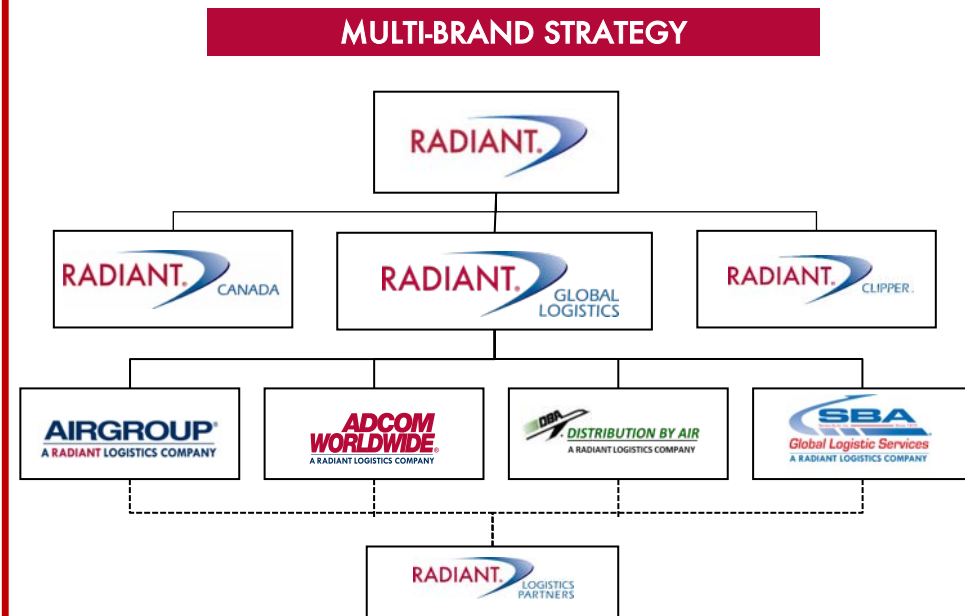 MULTI-BRAND STRATEGY
RADIANT.
RADIANT.
CANADA
RADIANT.
GLOBAL
LOGISTICS
RADIANT.
CLIPPER
AIRGROUP®
A RADIANT LOGISTICS COMPANY
ADCOM
WORLDWIDE®
A RADIANT LOGISTICS COMPANY
DBA
DISTRIBUTION BY AIR
A RADIANT LOGISTICS COMPANY
SBA
Global Logistic Services
A RADIANT LOGISTICS COMPANY
RADIANT.
LOGISTICS
PARTNERS